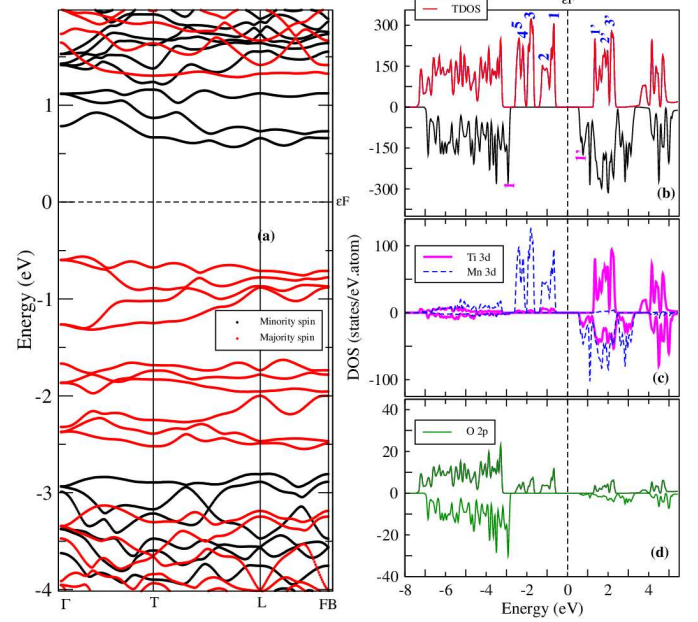 εF
TDOS
300
150
0
-150
-300
1
2
3
4
5
1'
2'
3'
1
1'
(b)
Energy (eV)
1
0
-1
-2
-3
-4
εF
(a)
Minority spin
Majority spin
Γ
T
L
FB
DOS (states/eV.atom)
100
0
-100
Ti 3d
Mn 3d
(c)
40
20
0
-20
-40
O 2p
(d)
-8
-6
-4
-2
0
2
4
Energy (eV)